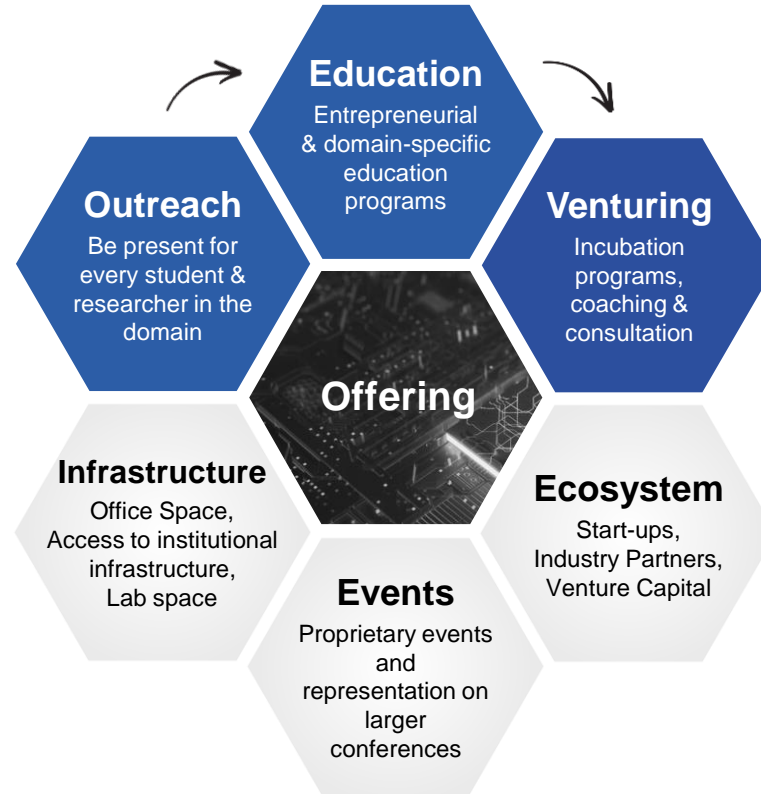 Education
Entrepreneurial
& domain-specific
education
programs
Outreach
Be present for
every student &
researcher in the
domain
Venturing
Incubation
programs,
coaching &
consultation
Offering
Infrastructure
Office Space,
Access to institutional
infrastructure,
Lab space
Ecosystem
Start-ups,
Industry Partners,
Venture Capital
Events
Proprietary events
and
representation on
larger
conferences